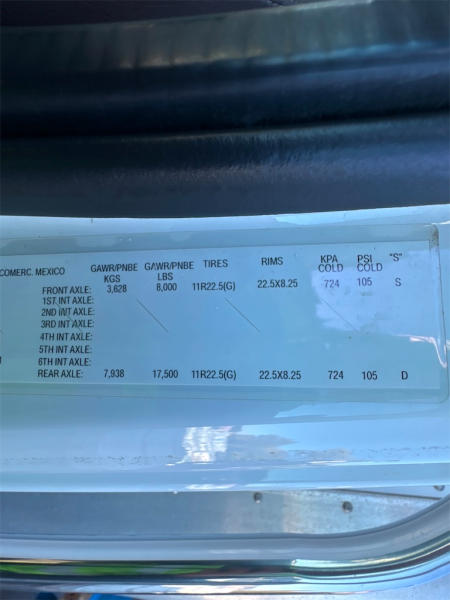 COMERC. MEXICO GAWR/PNBE KGS GAWR/PNBE LBS TIRES RIMS KPA COLD PSI COLD "S"
FRONT AXLE: 3,628 8,000 11R22.5(G) 22.5X8.25 724 105 S
1ST INT AXLE:
2ND INT AXLE:
3RD INT AXLE:
4TH INT AXLE:
5TH INT AXLE:
6TH INT AXLE:
REAR AXLE: 7,938 17,500 11R22.5(G) 22.5X8.25 724 105 D